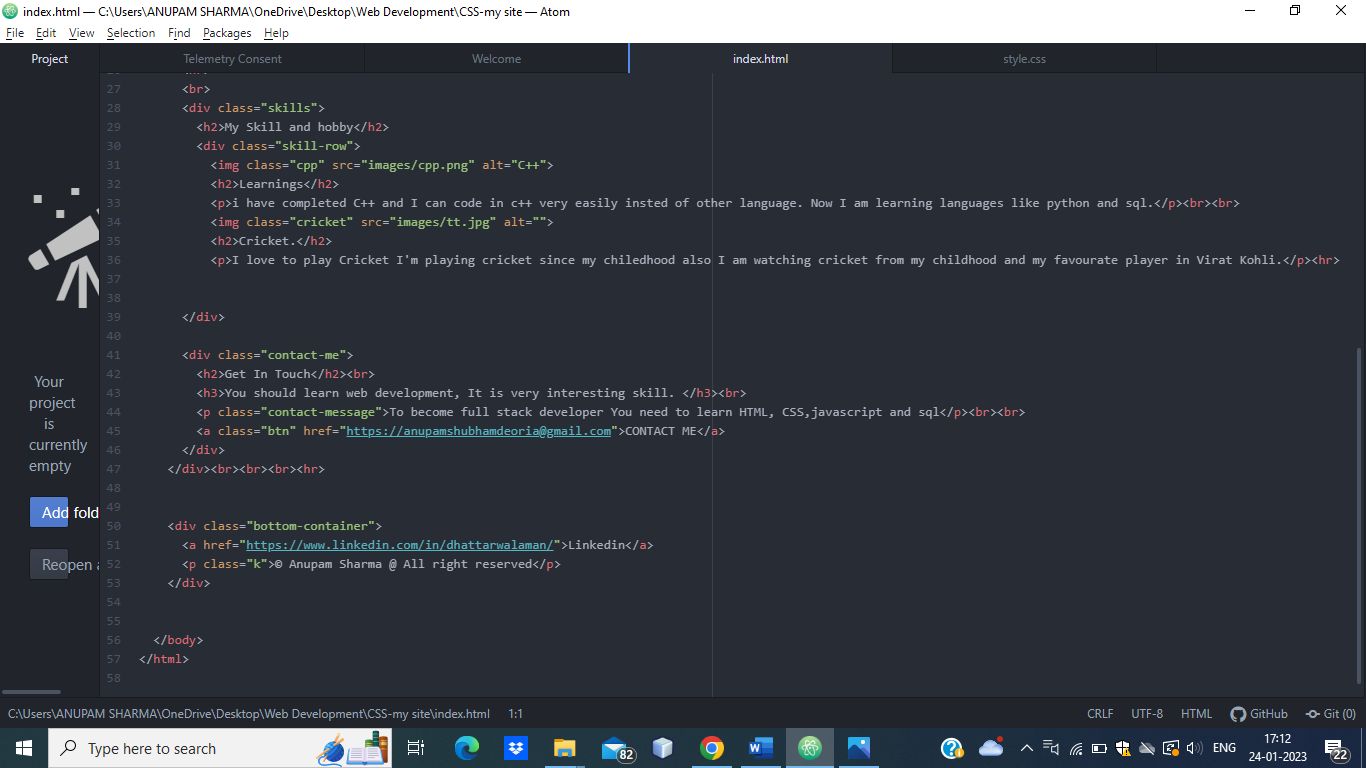 index.html — C:\Users\ANUPAM SHARMA\OneDrive\Desktop\Web Development\CSS-my site — Atom
File Edit View Selection Find Packages Help
Project
Telemetry Consent Welcome index.html style.css
27 <br>
28 <div class="skills">
29 <h2>My Skill and hobby</h2>
30 <div class="skill-row">
31 <img class="cpp" src="images/cpp.png" alt="C++">
32 <h2>Learnings</h2>
33 <p>i have completed C++ and I can code in c++ very easily insted of other language. Now I am learning languages like python and sql.</p><br><br>
34 <img class="cricket" src="images/tt.jpg" alt="">
35 <h2>Cricket.</h2>
36 <p>I love to play Cricket I'm playing cricket since my chiledhood also I am watching cricket from my childhood and my favourate player in Virat Kohli.</p><hr>
37
38
39 </div>
40
41 <div class="contact-me">
42 <h2>Get In Touch</h2><br>
43 <h3>You should learn web development, It is very interesting skill. </h3><br>
44 <p class="contact-message">To become full stack developer You need to learn HTML, CSS,javascript and sql</p><br><br>
45 <a class="btn" href="https://anupamshubhamdeoria@gmail.com">CONTACT ME</a>
46 </div>
47 </div><br><br><br><hr>
48
49
50 <div class="bottom-container">
51 <a href="https://www.linkedin.com/in/dhattarwalaman/">Linkedin</a>
52 <p class="k">© Anupam Sharma @ All right reserved</p>
53 </div>
54
55
56 </body>
57 </html>
58
Your
project
is
currently
empty
Add fold
Reopen a
C:\Users\ANUPAM SHARMA\OneDrive\Desktop\Web Development\CSS-my site\index.html 1:1 CRLF UTF-8 HTML GitHub Git (0)
Type here to search
82
ENG
17:12
24-01-2023
22